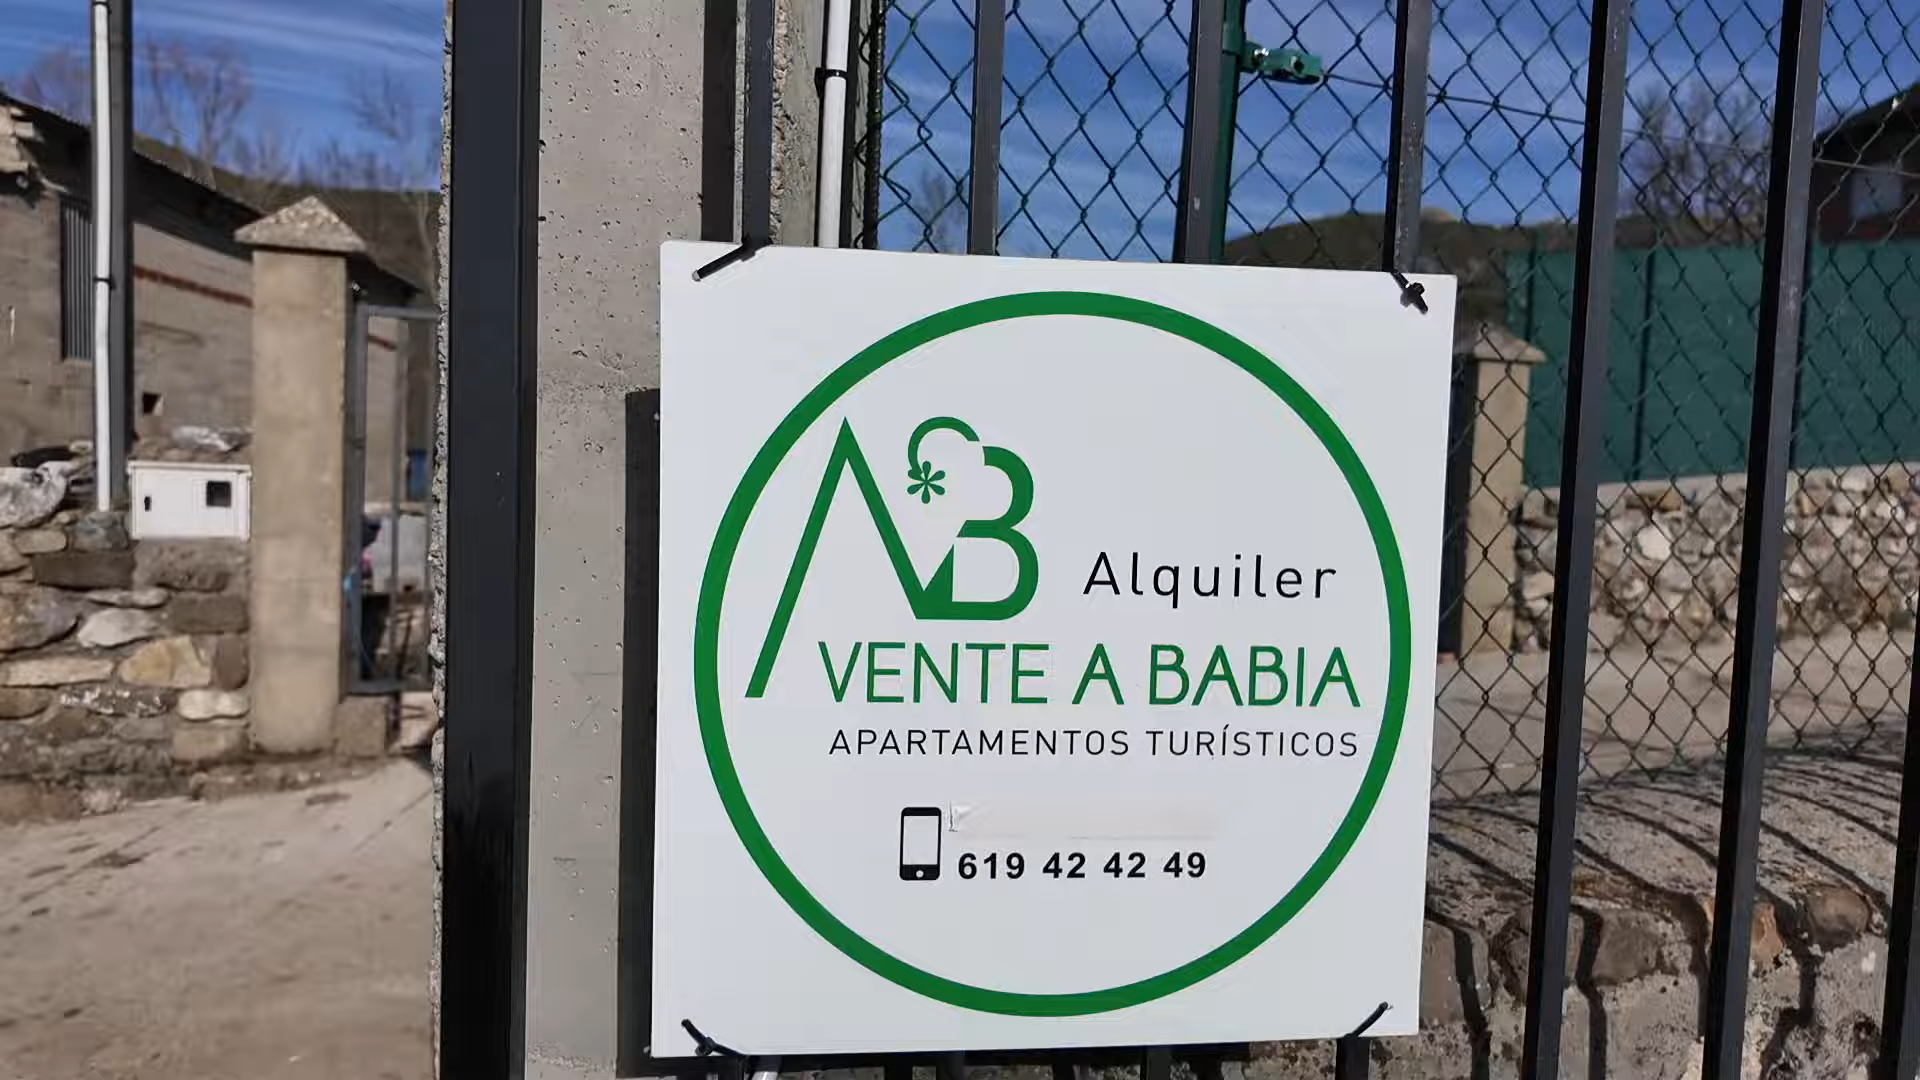 AB
Alquiler
VENTE A BABIA
APARTAMENTOS TURÍSTICOS
619 42 42 49